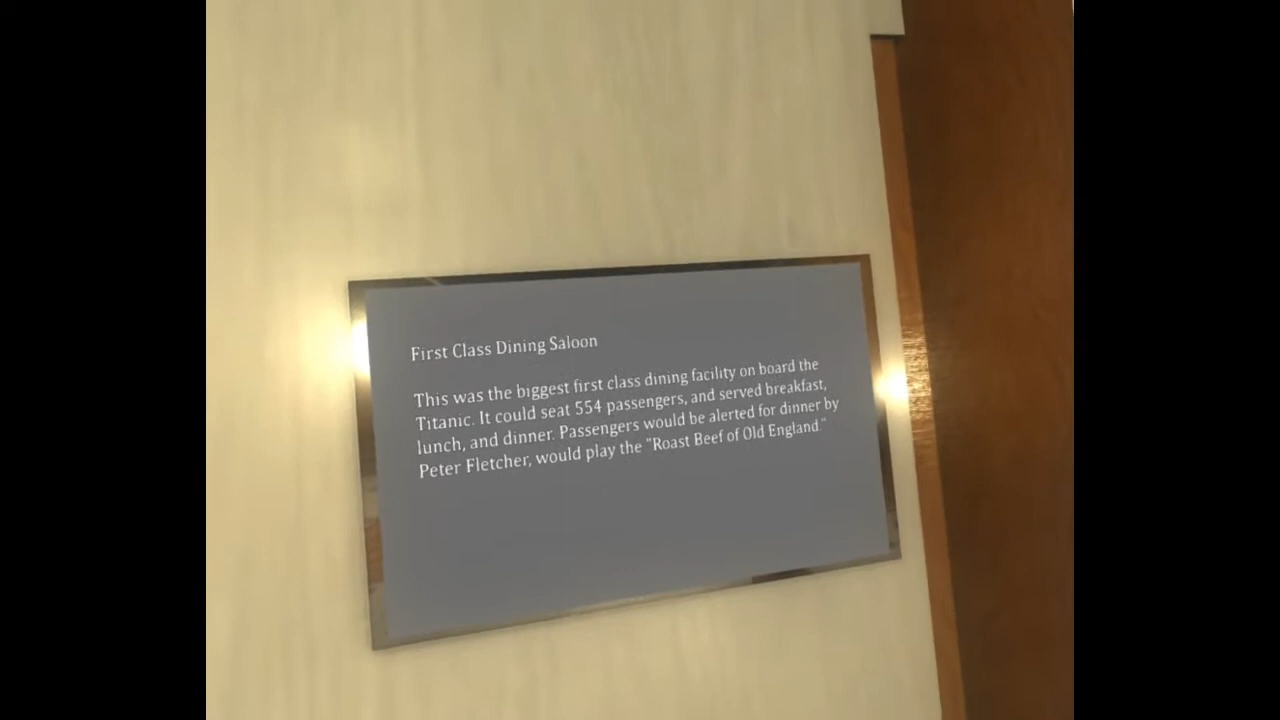 First Class Dining Saloon
This was the biggest first class dining facility on board the
Titanic. It could seat 554 passengers, and served breakfast,
lunch, and dinner. Passengers would be alerted for dinner by
Peter Fletcher, would play the "Roast Beef of Old England."